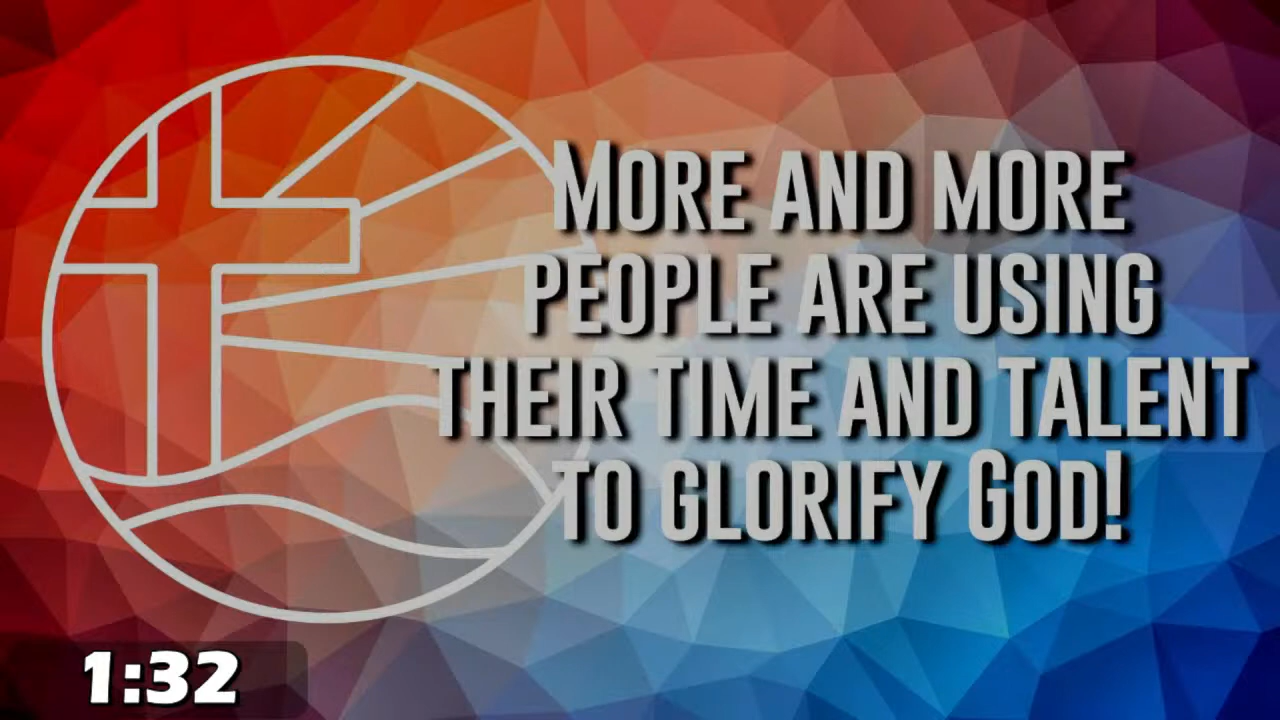 More and more
people are using
their time and talent
to glorify God!
1:32